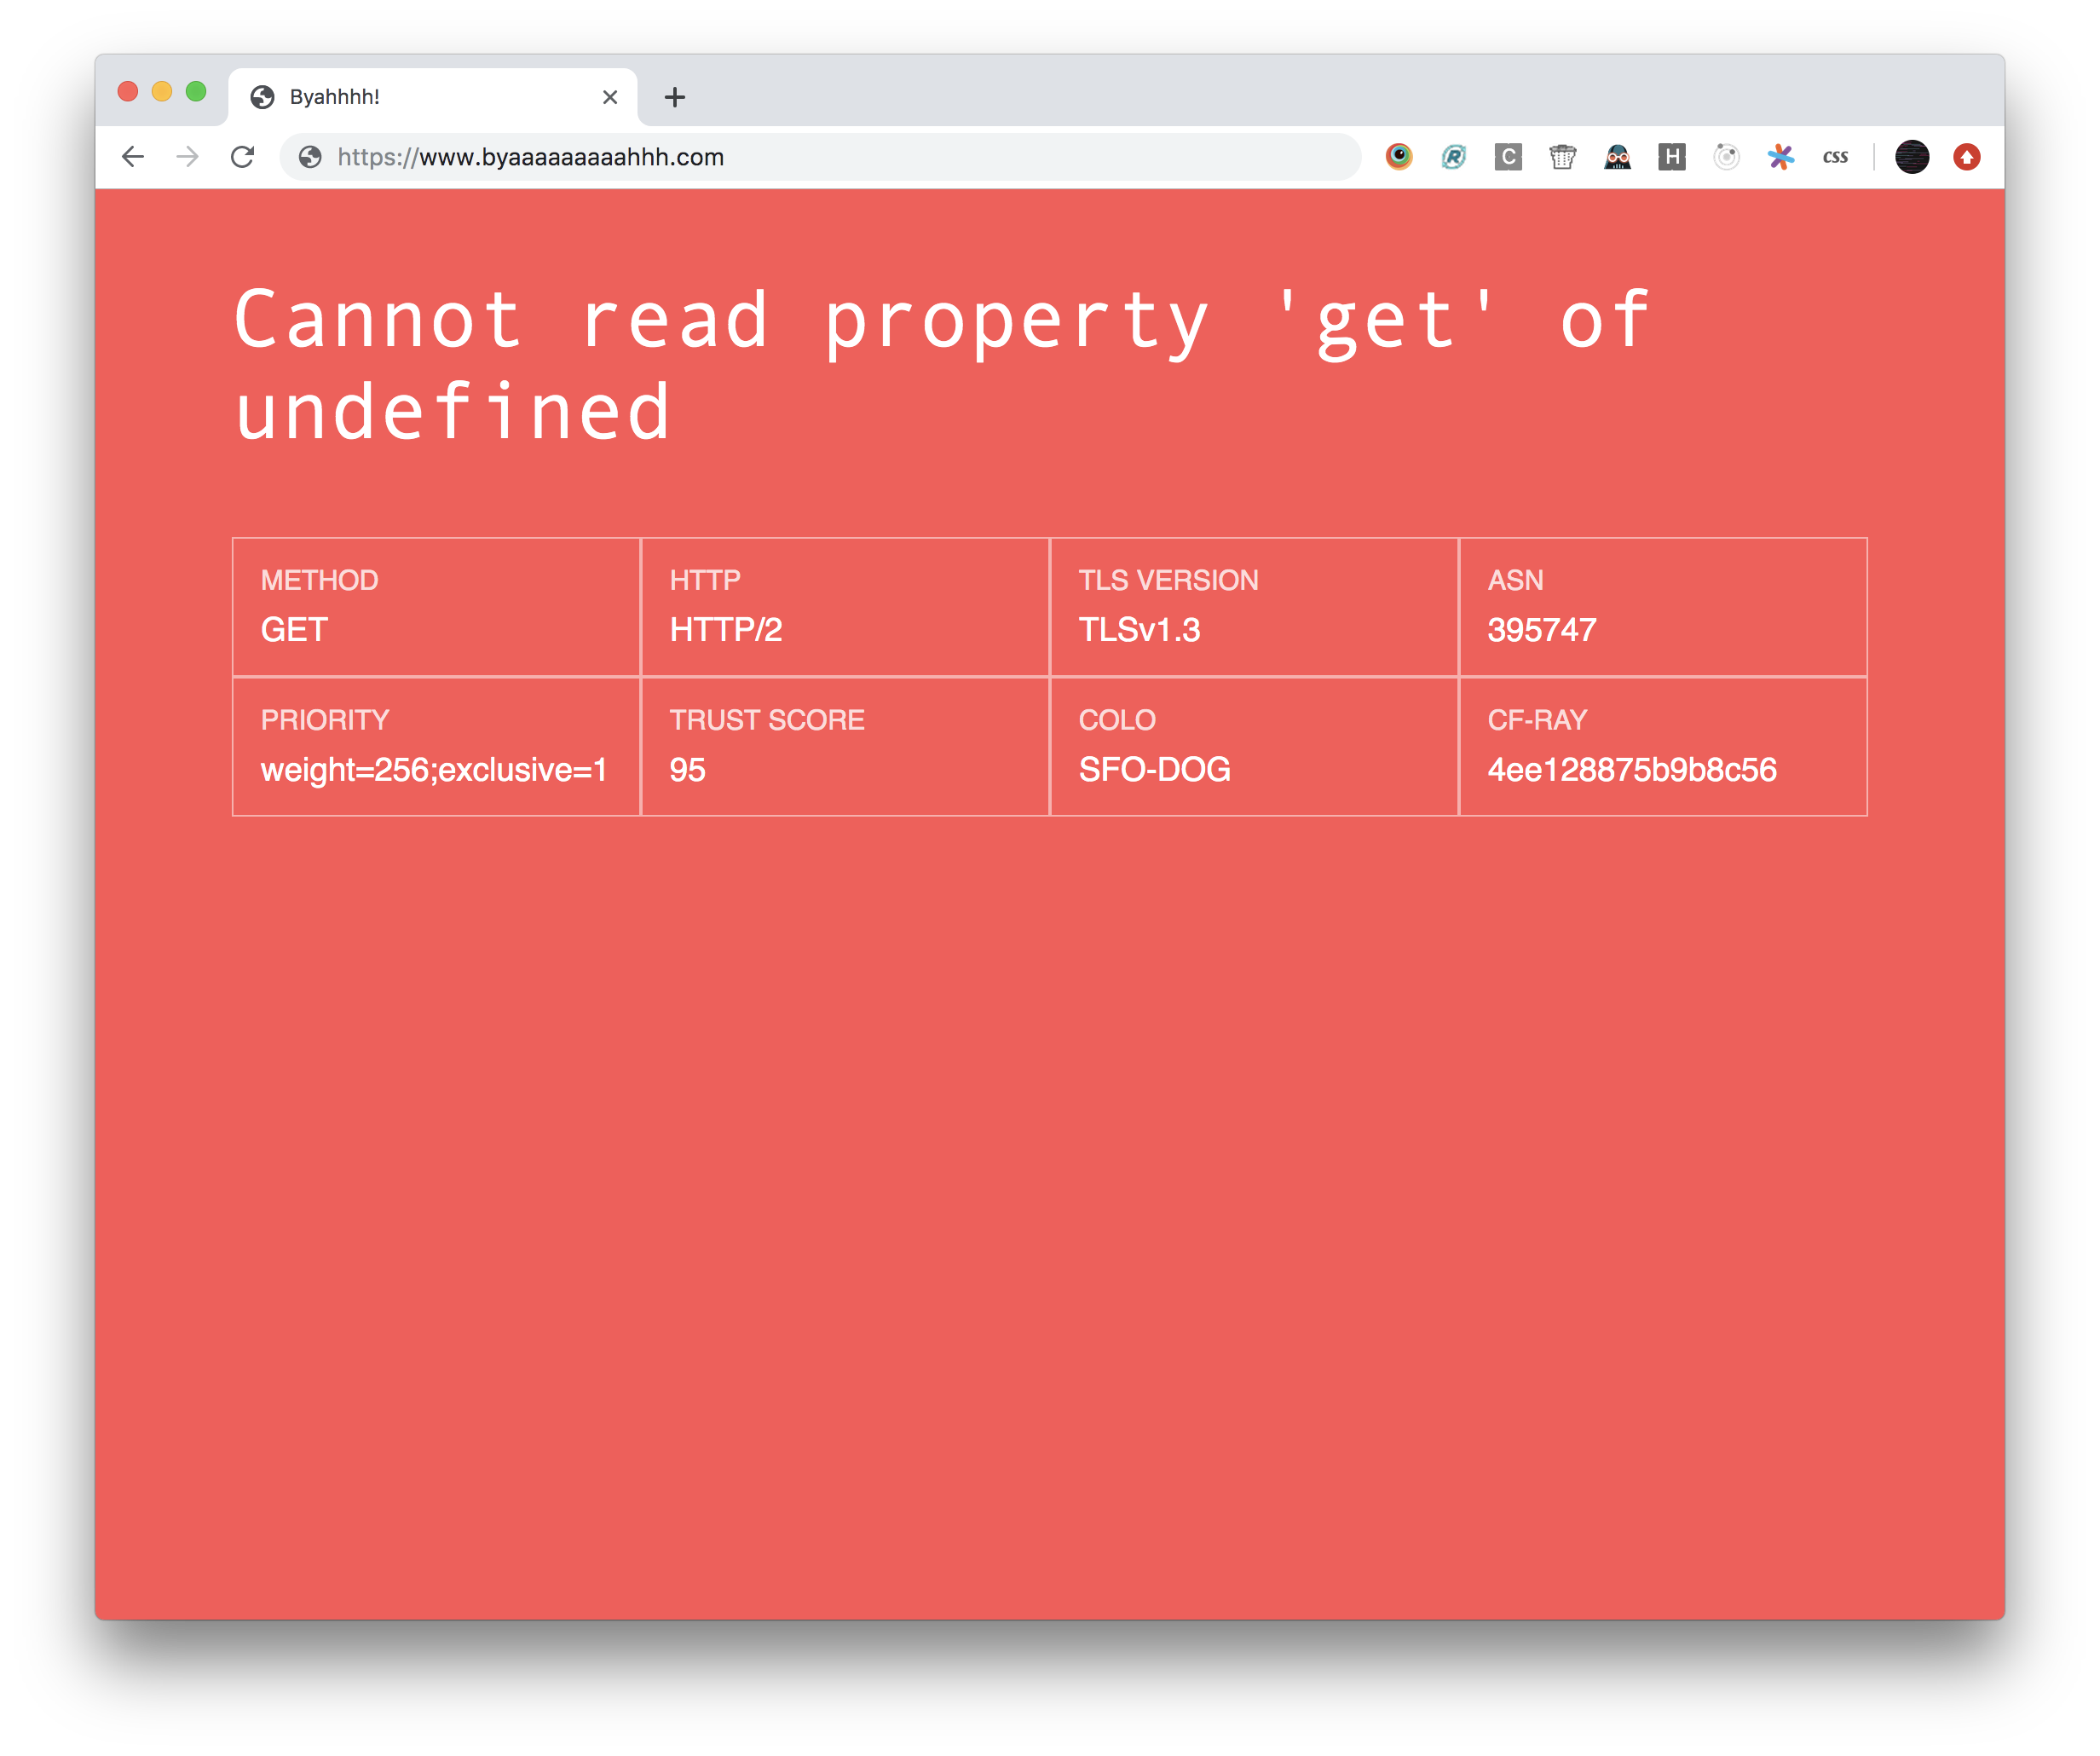 Byahhhh!
https://www.byaaaaaaaaahhh.com
C
H
css
Cannot read property 'get' of
undefined
METHOD
HTTP
TLS VERSION
ASN
GET
HTTP/2
TLSv1.3
395747
PRIORITY
TRUST SCORE
COLO
CF-RAY
weight=256;exclusive=1
95
SFO-DOG
4ee128875b9b8c56